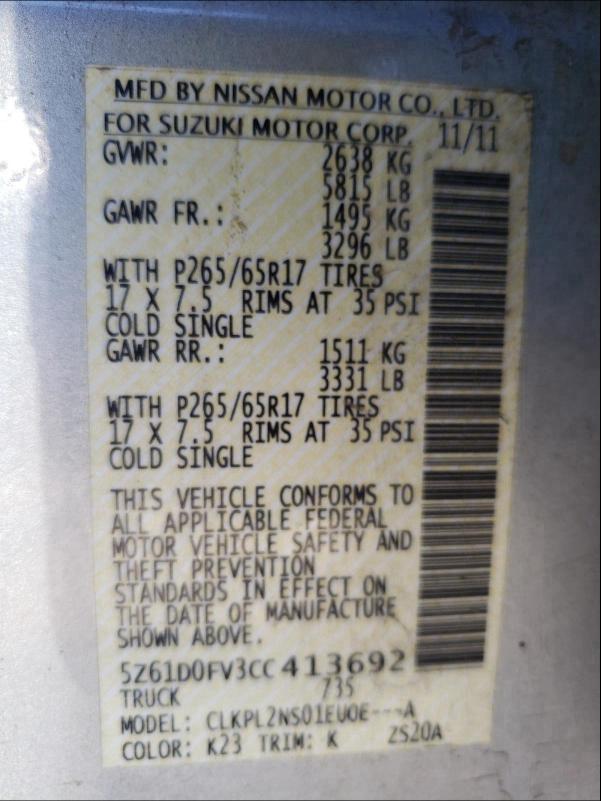 MFD BY NISSAN MOTOR CO., LTD.
FOR SUZUKI MOTOR CORP. 11/11
GVWR: 2638 KG
5815 LB
GAWR FR.: 1495 KG
3296 LB
WITH P265/65R17 TIRES
17 X 7.5 RIMS AT 35 PSI
COLD SINGLE
GAWR RR.: 1511 KG
3331 LB
WITH P265/65R17 TIRES
17 X 7.5 RIMS AT 35 PSI
COLD SINGLE
THIS VEHICLE CONFORMS TO
ALL APPLICABLE FEDERAL
MOTOR VEHICLE SAFETY AND
THEFT PREVENTION
STANDARDS IN EFFECT ON
THE DATE OF MANUFACTURE
SHOWN ABOVE.
5Z61D0FV3CC413692
TRUCK 735
MODEL: CLKPL2NS01EUOE---A
COLOR: K23 TRIM: K ZS20A